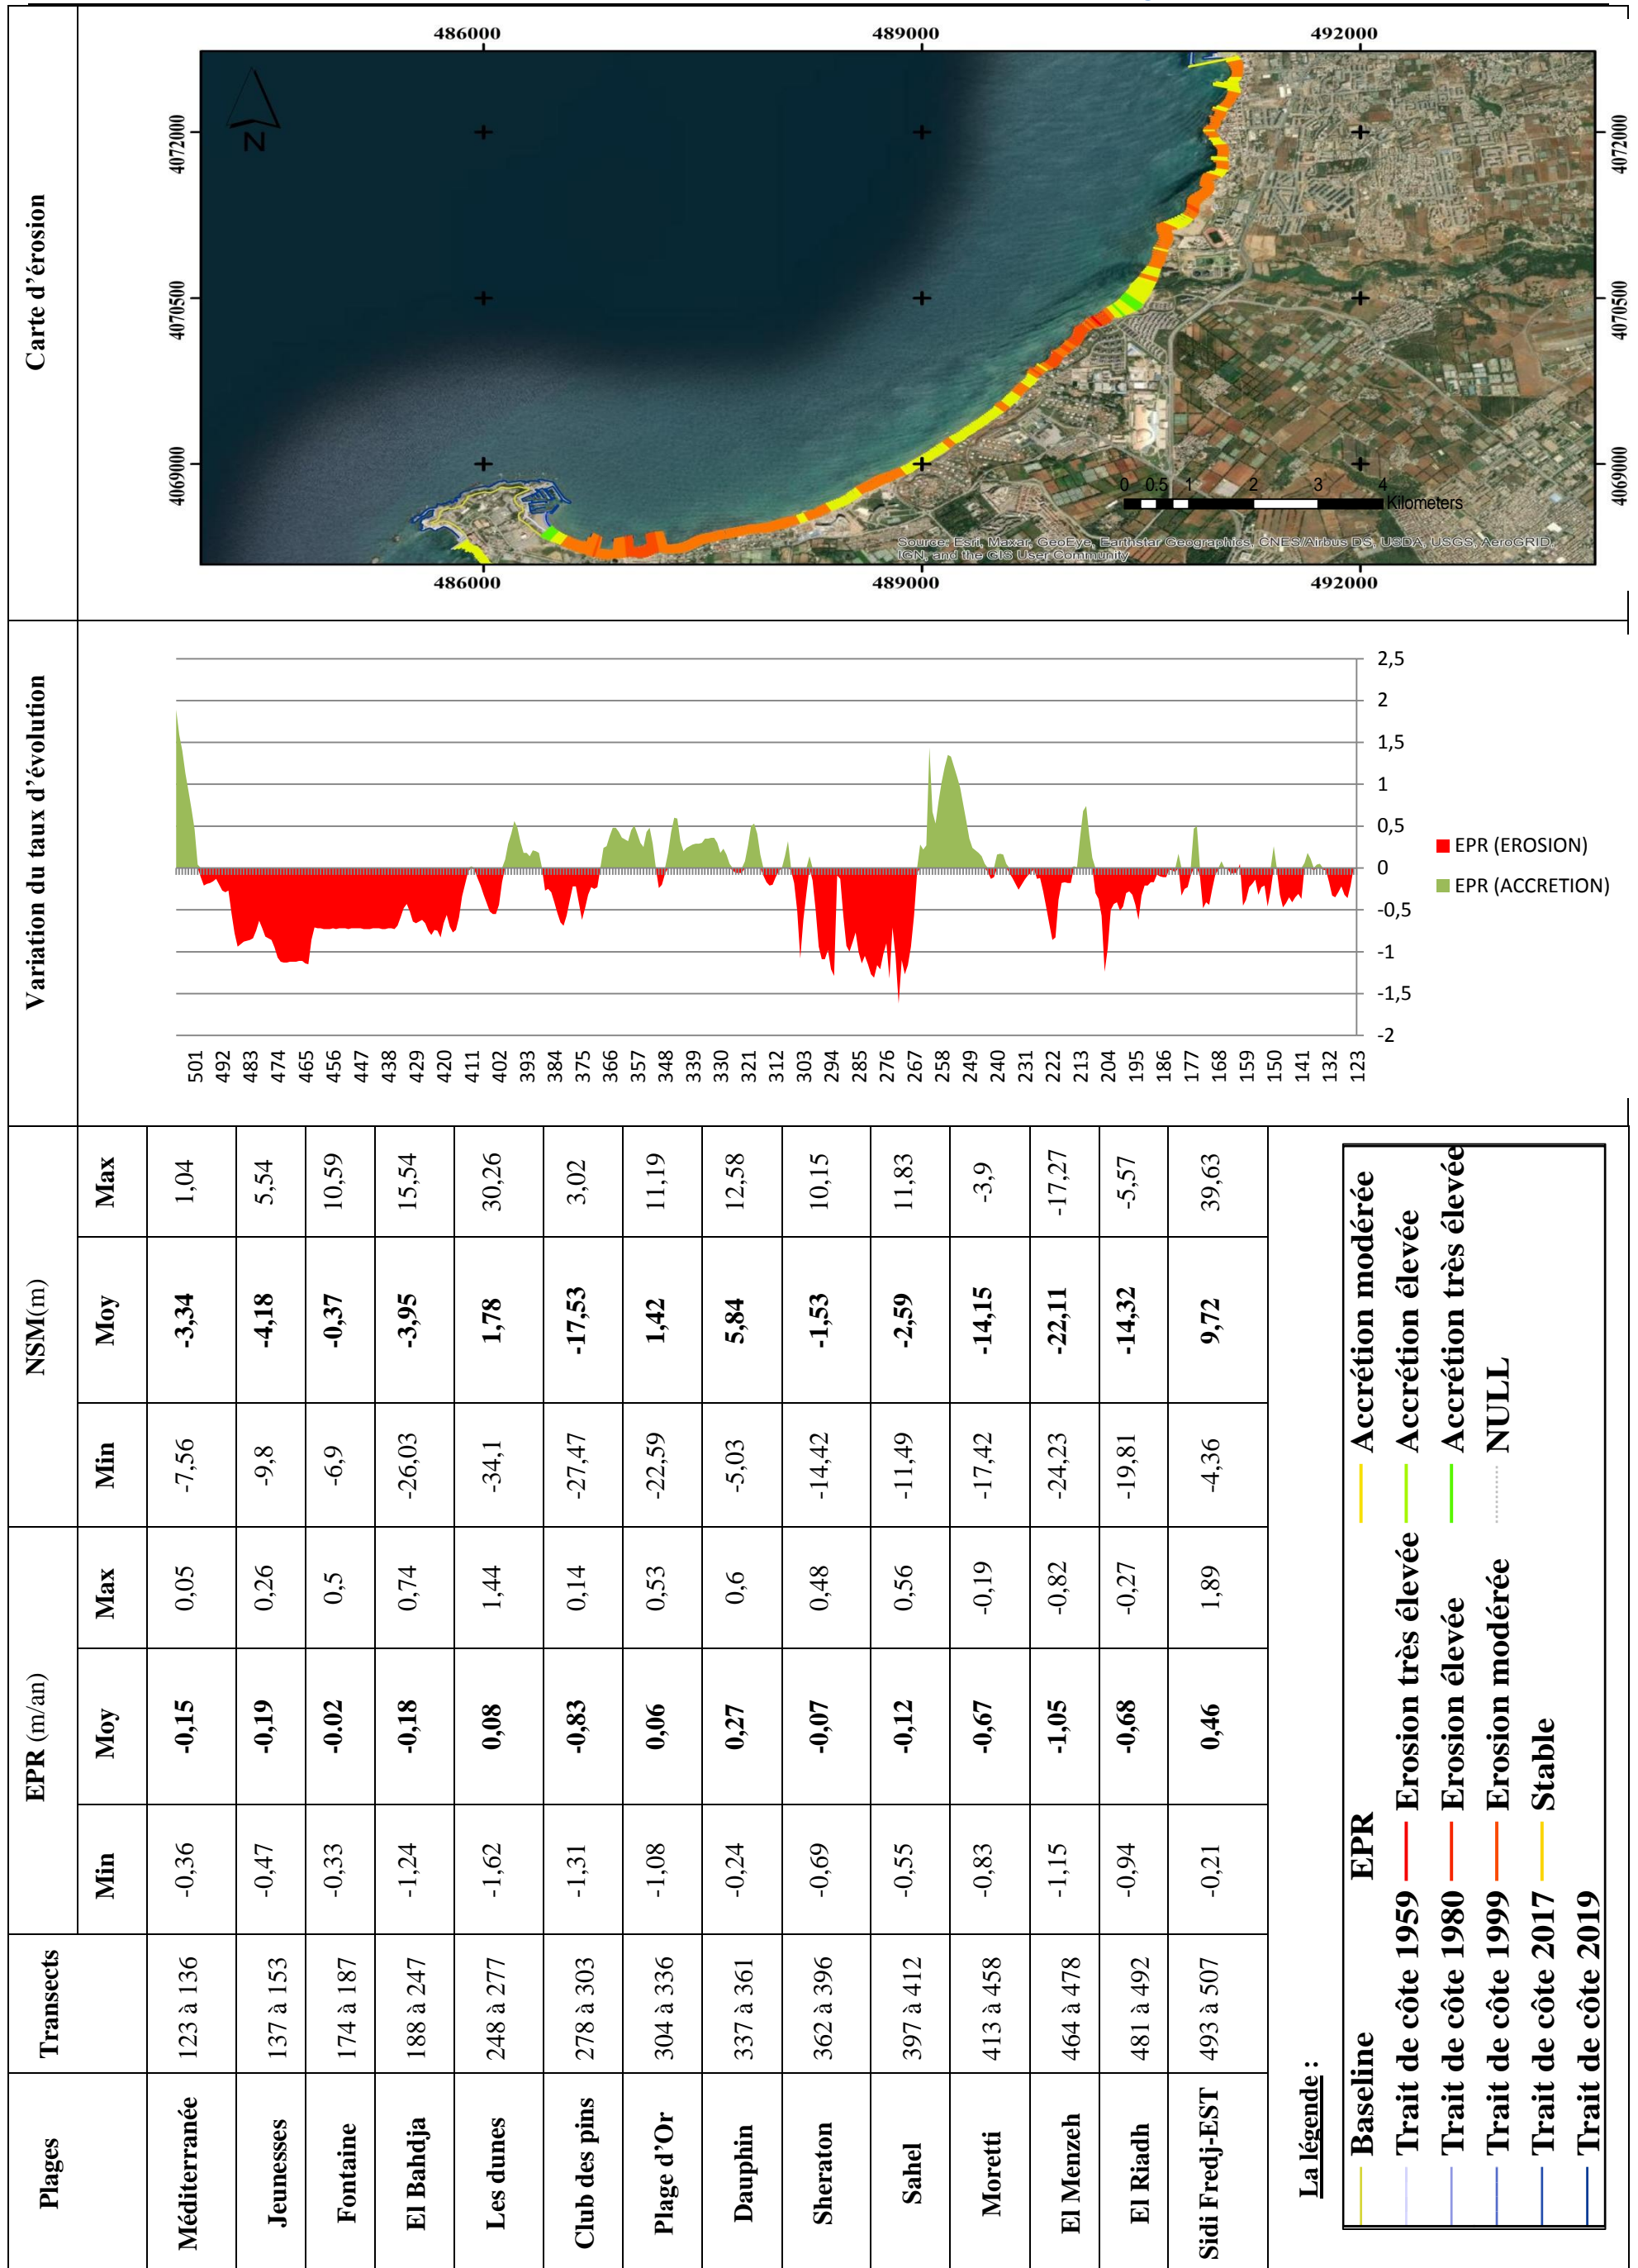 Plages Transects EPR (m/an) NSM(m) Variation du taux d’évolution Carte d’érosion
Min Moy Max Min Moy Max
Méditerranée 123 à 136 -0,36 -0,15 0,05 -7,56 -3,34 1,04
Jeunesses 137 à 153 -0,47 -0,19 0,26 -9,8 -4,18 5,54
Fontaine 174 à 187 -0,33 -0.02 0,5 -6,9 -0,37 10,59
El Bahdja 188 à 247 -1,24 -0,18 0,74 -26,03 -3,95 15,54
Les dunes 248 à 277 -1,62 0,08 1,44 -34,1 1,78 30,26
Club des pins 278 à 303 -1,31 -0,83 0,14 -27,47 -17,53 3,02
Plage d’Or 304 à 336 -1,08 0,06 0,53 -22,59 1,42 11,19
Dauphin 337 à 361 -0,24 0,27 0,6 -5,03 5,84 12,58
Sheraton 362 à 396 -0,69 -0,07 0,48 -14,42 -1,53 10,15
Sahel 397 à 412 -0,55 -0,12 0,56 -11,49 -2,59 11,83
Moretti 413 à 458 -0,83 -0,67 -0,19 -17,42 -14,15 -3,9
El Menzeh 464 à 478 -1,15 -1,05 -0,82 -24,23 -22,11 -17,27
El Riadh 481 à 492 -0,94 -0,68 -0,27 -19,81 -14,32 -5,57
Sidi Fredj-EST 493 à 507 -0,21 0,46 1,89 -4,36 9,72 39,63
2,5
2
1,5
1
0,5
0
-0,5
-1
-1,5
-2
501 492 483 474 465 456 447 438 429 420 411 402 393 384 375 366 357 348 339 330 321 312 303 294 285 276 267 258 249 240 231 222 213 204 195 186 177 168 159 150 141 132 123
EPR (EROSION)
EPR (ACCRETION)
486000 489000 492000
4072000 4072000
4070500 4070500
4069000 4069000
486000 489000 492000
N
0 0.5 1 2 3 4
Kilometers
Source: Esri, Maxar, GeoEye, Earthstar Geographics, CNES/Airbus DS, USDA, USGS, AeroGRID,
IGN, and the GIS User Community
La légende :
Baseline EPR Accrétion modérée
Trait de côte 1959 Erosion très élevée Accrétion élevée
Trait de côte 1980 Erosion élevée Accrétion très élevée
Trait de côte 1999 Erosion modérée NULL
Trait de côte 2017 Stable
Trait de côte 2019